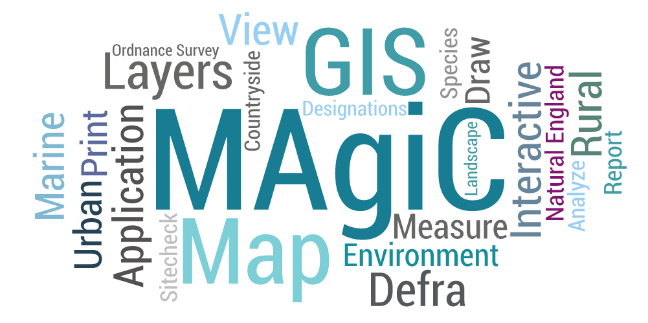 View
Ordnance Survey
GIS
Species
Draw
Layers
Countryside
Designations
MAgiC
Landscape
Interactive
Natural England
Rural
Analyze
Report
Marine
Print
Urban
Application
Sitecheck
Map
Measure
Environment
Defra